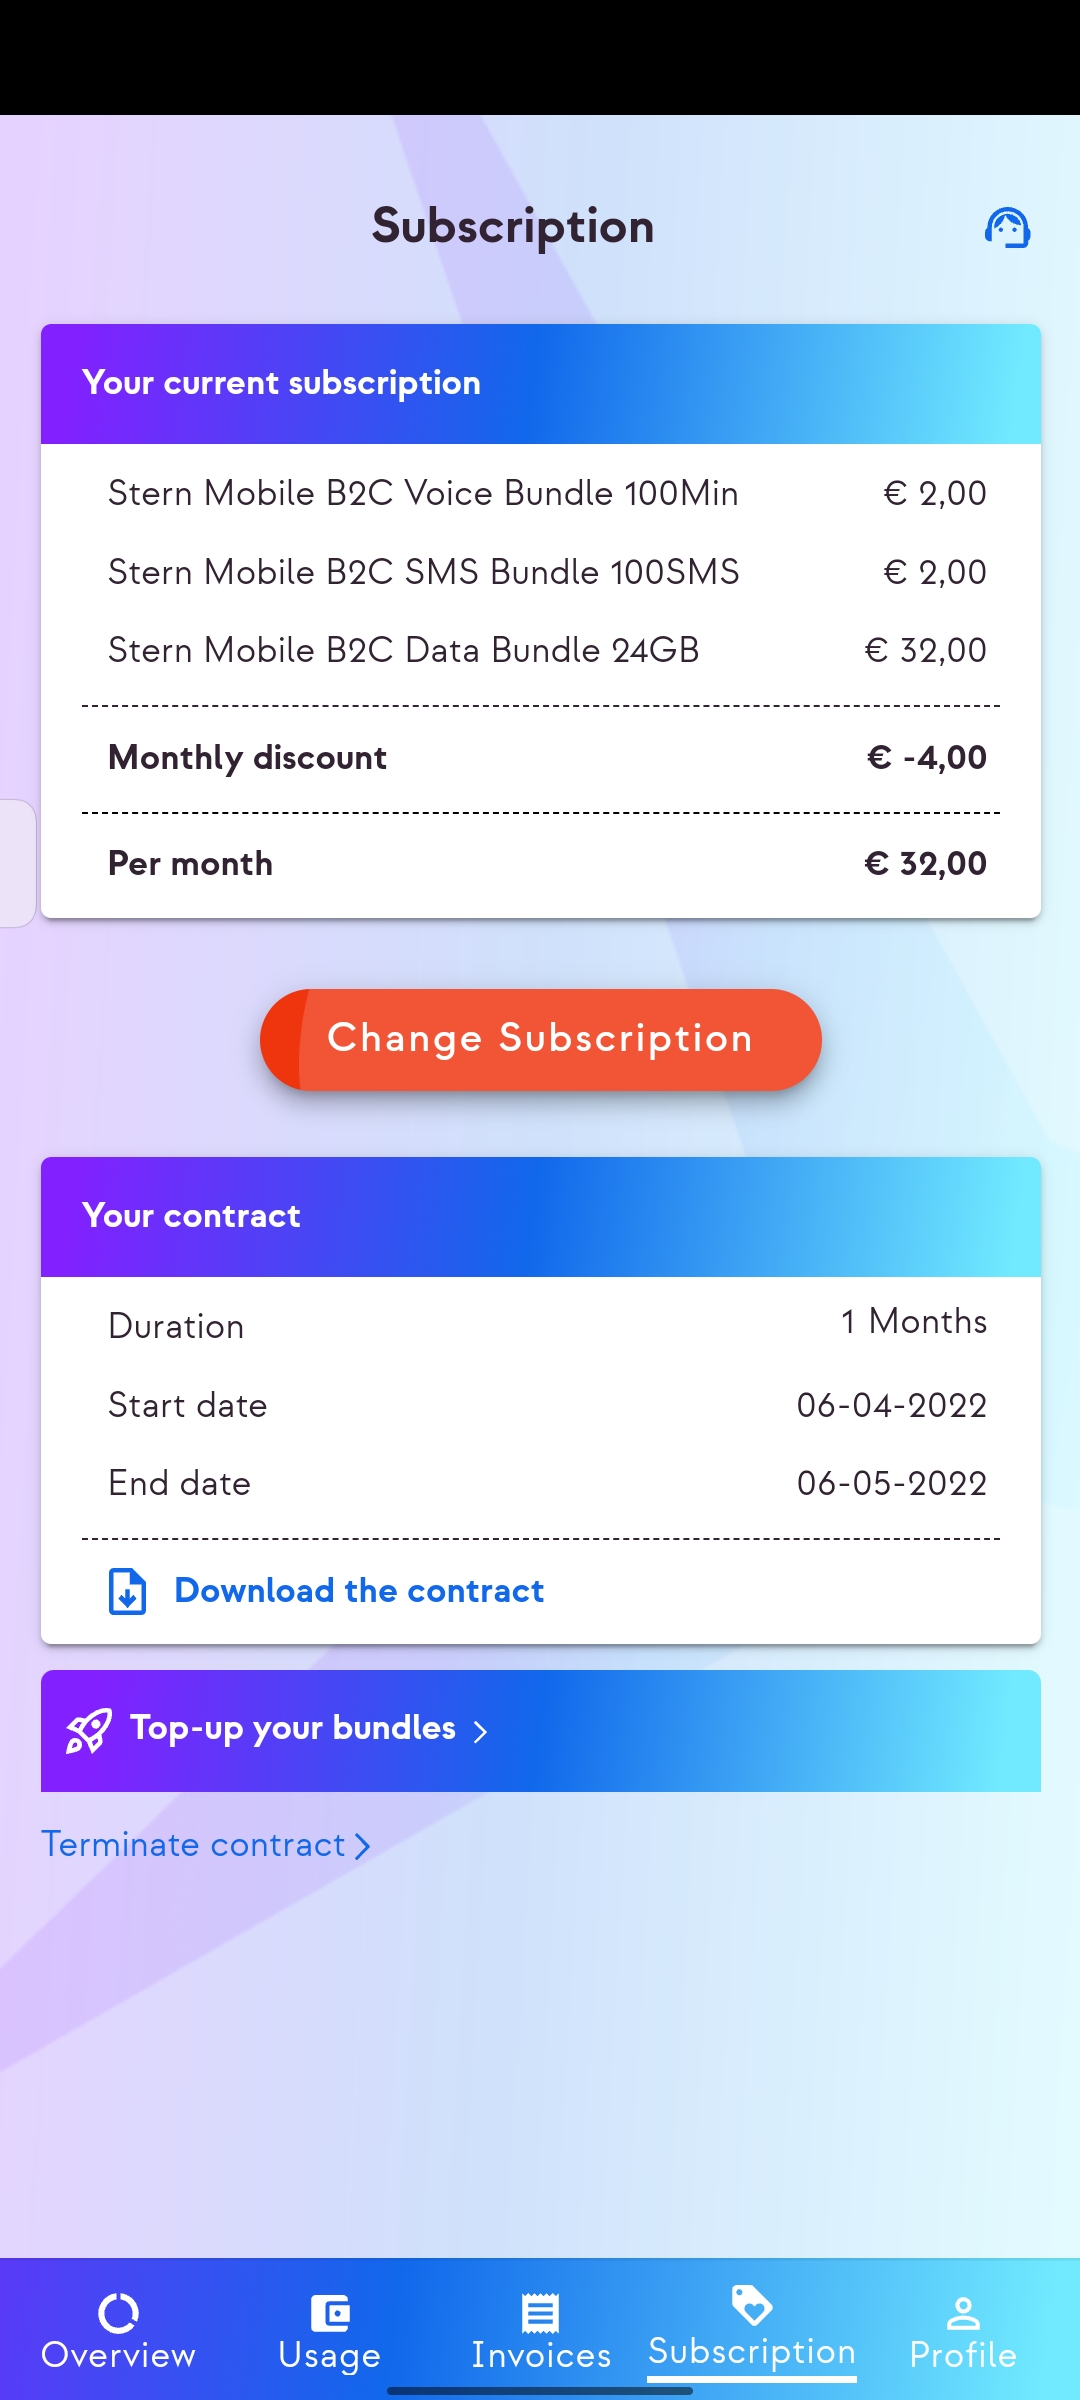 Subscription
Your current subscription
Stern Mobile B2C Voice Bundle 100Min € 2,00
Stern Mobile B2C SMS Bundle 100SMS € 2,00
Stern Mobile B2C Data Bundle 24GB € 32,00
Monthly discount € -4,00
Per month € 32,00
Change Subscription
Your contract
Duration 1 Months
Start date 06-04-2022
End date 06-05-2022
Download the contract
Top-up your bundles
Terminate contract
Overview Usage Invoices Subscription Profile